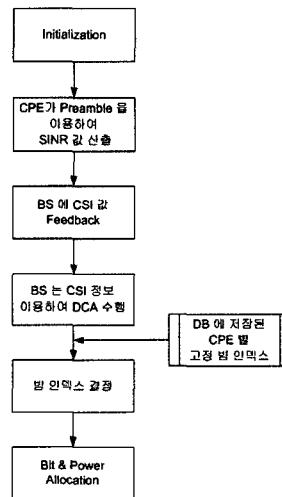 Initialization
CPE가 Preamble 을
이용하여
SINR 값 산출
BS 에 CSI 값
Feedback
BS 는 CSI 정보
이용하여 DCA 수행
DB 에 저장된
CPE 별
고정 빔 인덱스
빔 인덱스 결정
Bit & Power
Allocation